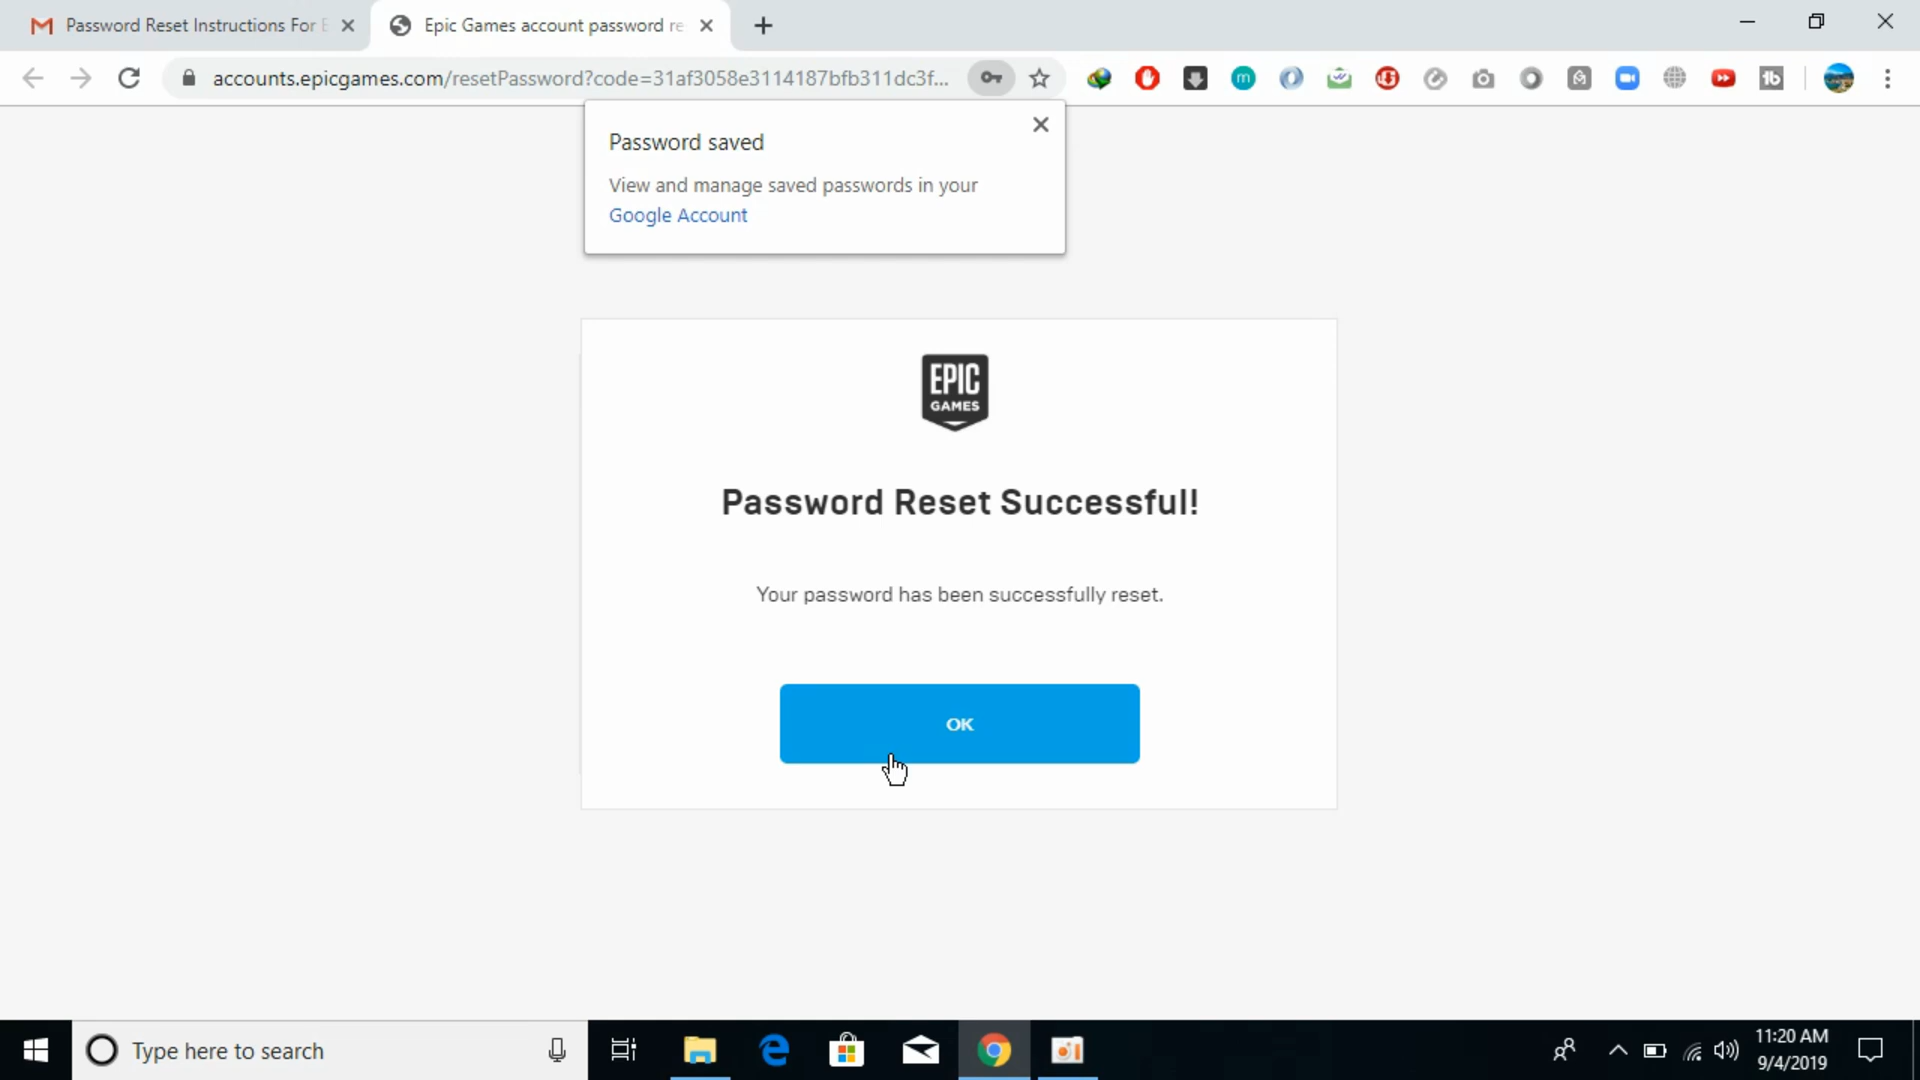 Password Reset Instructions For E
Epic Games account password re
accounts.epicgames.com/resetPassword?code=31af3058e3114187bfb311dc3f...
m
tb
Password saved
View and manage saved passwords in your
Google Account
EPIC
GAMES
Password Reset Successful!
Your password has been successfully reset.
OK
Type here to search
11:20 AM
9/4/2019